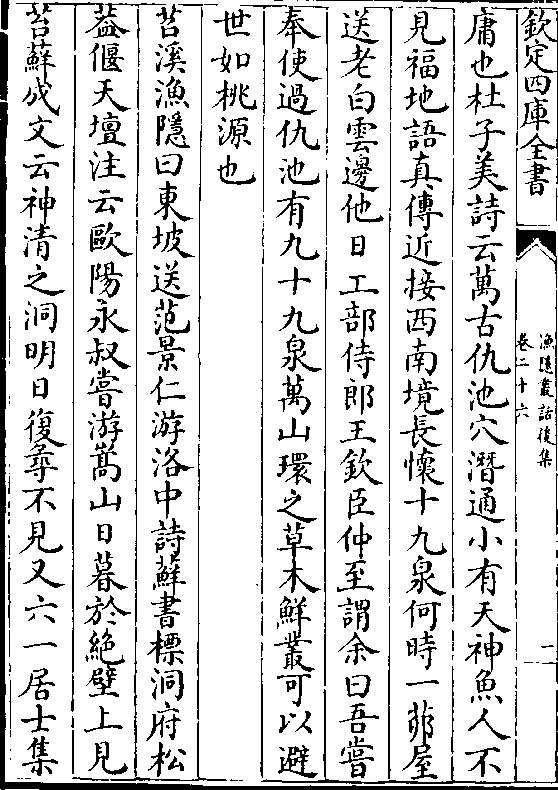 欽定四庫全書
漁隱叢話後集
卷二十六
二
庸也杜子美詩云萬古仇池穴潛通小有天神魚人不
見福地語真傳近接西南境長懷十九泉何時一茆屋
送老白雲邊他日工部侍郎王欽臣仲至謂余曰吾嘗
奉使過仇池有九十九泉萬山環之草木鮮叢可以避
世如桃源也
苕溪漁隱曰東坡送范景仁游洛中詩蘚書標洞府松
葢偃天壇注云歐陽永叔嘗游嵩山日暮於絶壁上見
苔蘚成文云神清之洞明日復尋不見又六一居士集